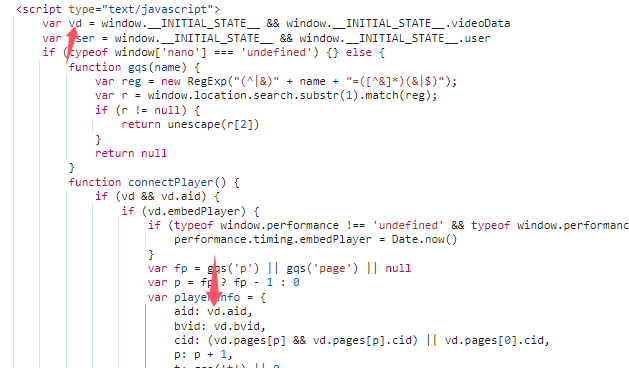 <script type="text/javascript">
var vd = window.__INITIAL_STATE__ && window.__INITIAL_STATE__.videoData
var user = window.__INITIAL_STATE__ && window.__INITIAL_STATE__.user
if (typeof window['nano'] === 'undefined') {} else {
function gqs(name) {
var reg = new RegExp("(^|&)" + name + "=([^&]*)(&|$)");
var r = window.location.search.substr(1).match(reg);
if (r != null) {
return unescape(r[2])
}
return null
}
function connectPlayer() {
if (vd && vd.aid) {
if (vd.embedPlayer) {
if (typeof window.performance !== 'undefined' && typeof window.performanc
performance.timing.embedPlayer = Date.now()
}
var fp = gqs('p') || gqs('page') || null
var p = fp ? fp - 1 : 0
var playerInfo = {
aid: vd.aid,
bvid: vd.bvid,
cid: (vd.pages[p] && vd.pages[p].cid) || vd.pages[0].cid,
p: p + 1,